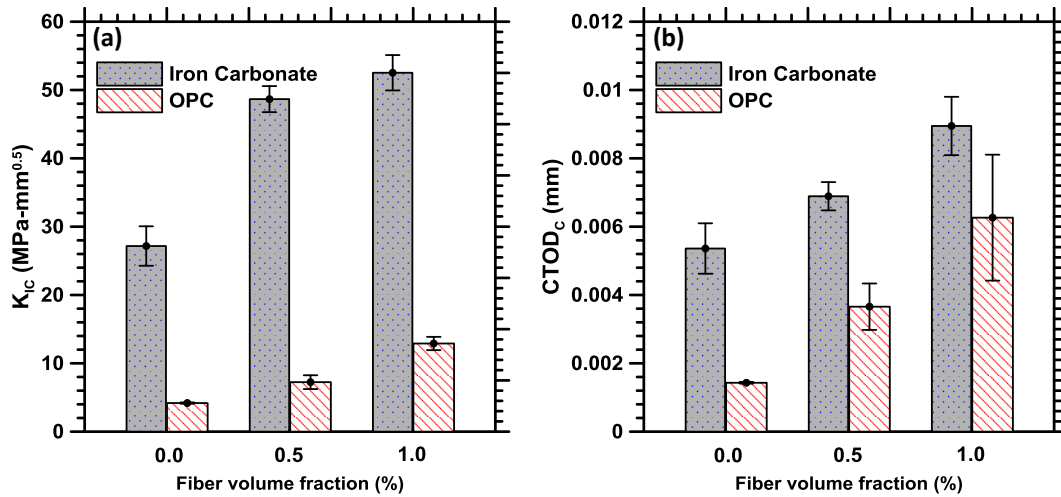 (a)
Iron Carbonate
OPC
60
50
40
30
20
10
0
K_IC (MPa-mm^0.5)
0.0 0.5 1.0
Fiber volume fraction (%)
(b)
Iron Carbonate
OPC
0.012
0.01
0.008
0.006
0.004
0.002
0
CTOD_C (mm)
0.0 0.5 1.0
Fiber volume fraction (%)